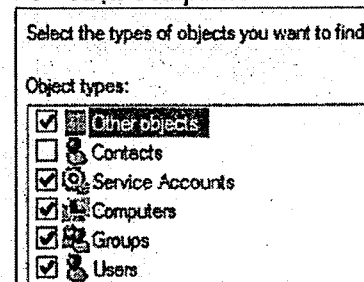 Select the types of objects you want to find
Object types:
Other objects
Contacts
Service Accounts
Computers
Groups
Users